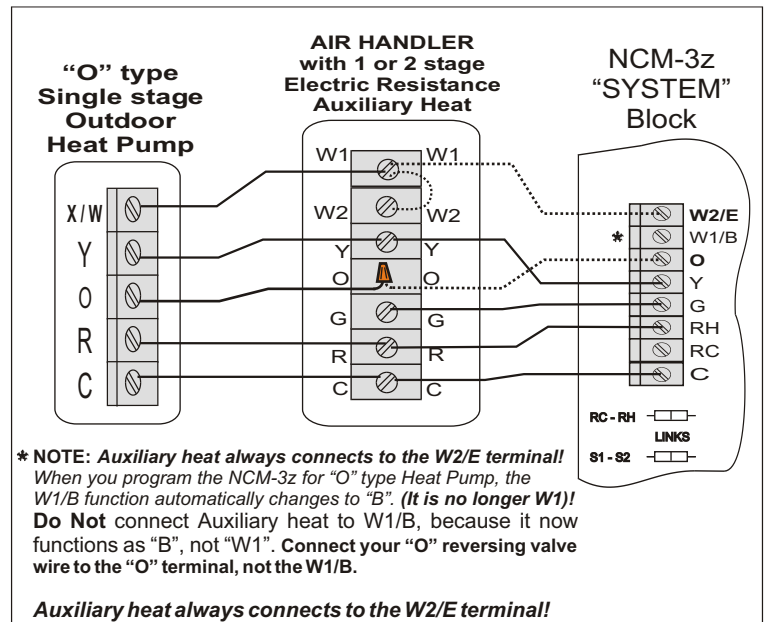 “O” type
Single stage
Outdoor
Heat Pump
AIR HANDLER
with 1 or 2 stage
Electric Resistance
Auxiliary Heat
NCM-3z
“SYSTEM”
Block
X/W
Y
O
R
C
W1
W2
Y
O
G
R
C
W1
W2
Y
O
G
R
C
W2/E
* W1/B
O
Y
G
RH
RC
C
RC - RH
LINKS
S1 - S2
* NOTE: Auxiliary heat always connects to the W2/E terminal!
When you program the NCM-3z for “O” type Heat Pump, the
W1/B function automatically changes to “B”. (It is no longer W1)!
Do Not connect Auxiliary heat to W1/B, because it now
functions as “B”, not “W1”. Connect your “O” reversing valve
wire to the “O” terminal, not the W1/B.
Auxiliary heat always connects to the W2/E terminal!